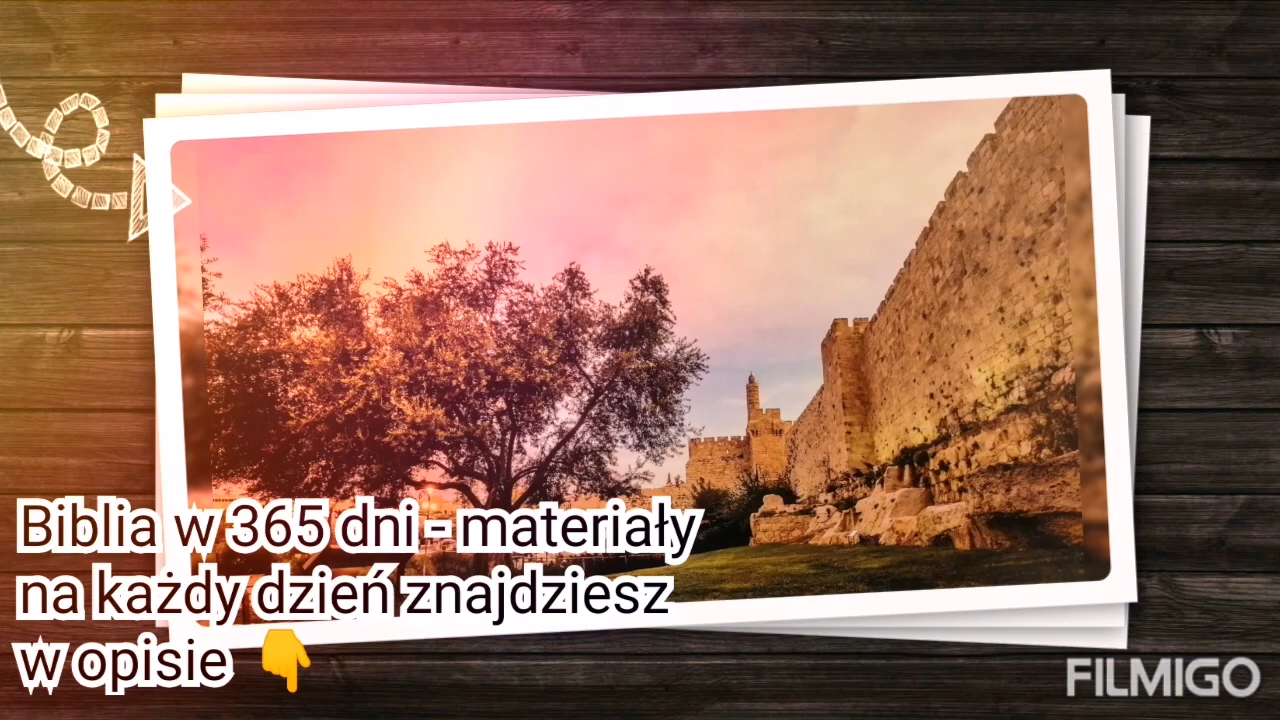 Biblia w 365 dni - materiały
na każdy dzień znajdziesz
w opisie 👇
FILMIGO